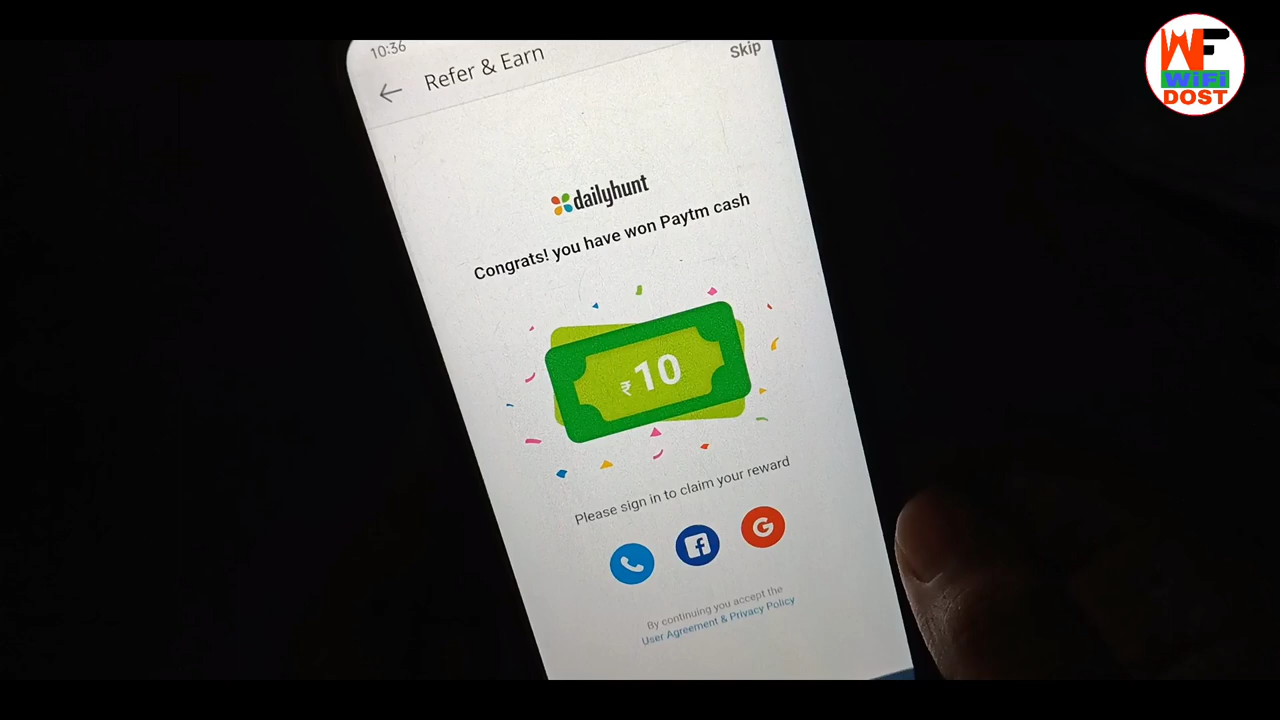 10:36
Refer & Earn
Skip
dailyhunt
Congrats! you have won Paytm cash
₹10
Please sign in to claim your reward
By continuing you accept the
User Agreement & Privacy Policy
WF
WiFi
DOST